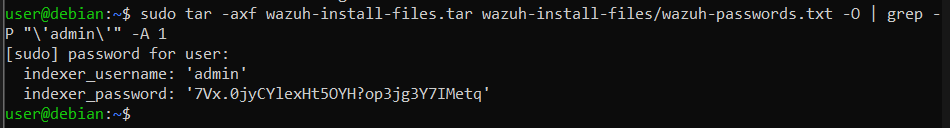 user@debian:~$ sudo tar -axf wazuh-install-files.tar wazuh-install-files/wazuh-passwords.txt -O | grep -
P "\'admin\'" -A 1
[sudo] password for user:
  indexer_username: 'admin'
  indexer_password: '7Vx.0jyCYlexHt5OYH?op3jg3Y7IMetq'
user@debian:~$